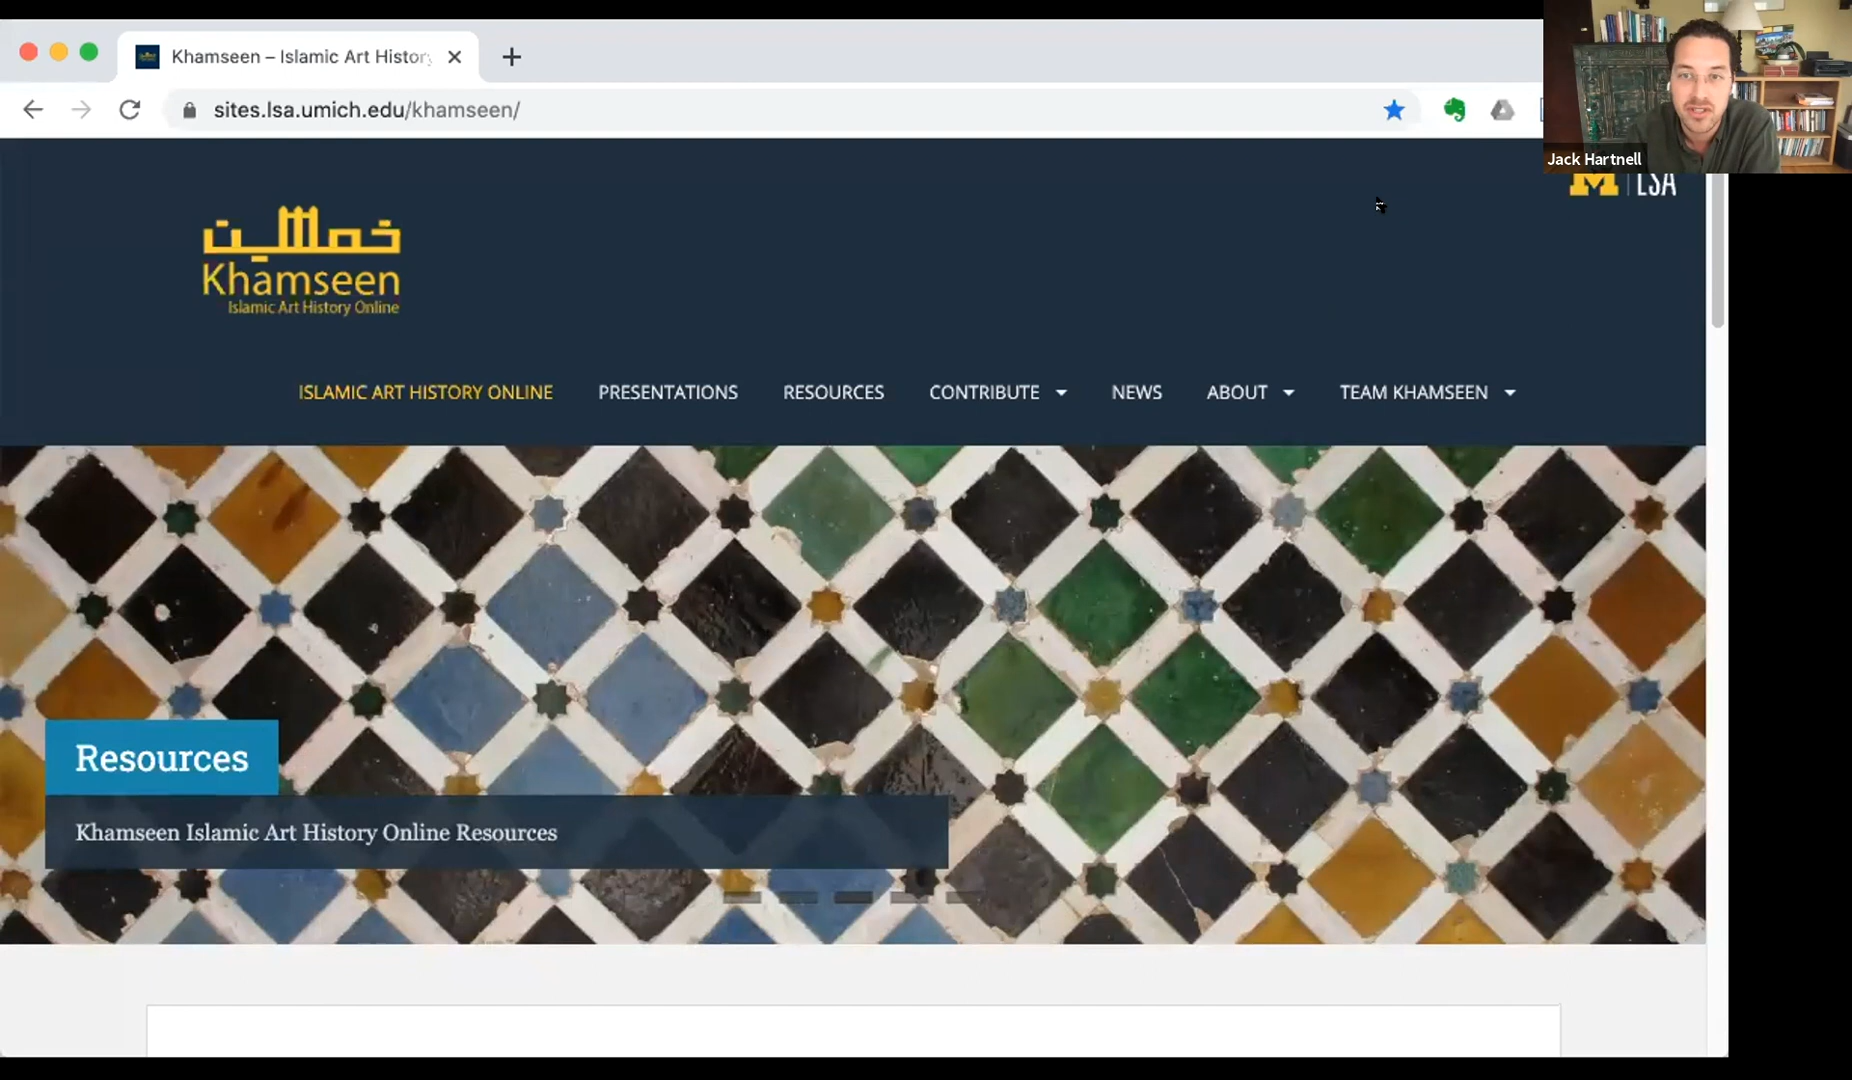 Khamseen – Islamic Art History
sites.lsa.umich.edu/khamseen/
Jack Hartnell
M LSA
خمسين
Khamseen
Islamic Art History Online
ISLAMIC ART HISTORY ONLINE PRESENTATIONS RESOURCES CONTRIBUTE NEWS ABOUT TEAM KHAMSEEN
Resources
Khamseen Islamic Art History Online Resources